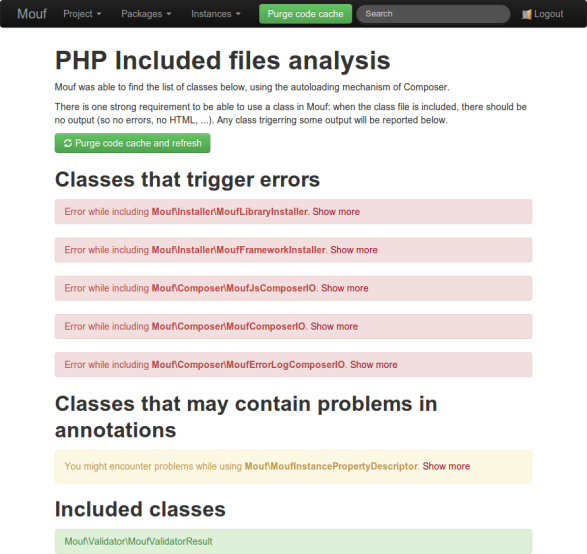 Mouf Project Packages Instances Purge code cache Search Logout
PHP Included files analysis
Mouf was able to find the list of classes below, using the autoloading mechanism of Composer.
There is one strong requirement to be able to use a class in Mouf: when the class file is included, there should be
no output (so no errors, no HTML, ...). Any class trigerring some output will be reported below.
Purge code cache and refresh
Classes that trigger errors
Error while including Mouf\Installer\MoufLibraryInstaller. Show more
Error while including Mouf\Installer\MoufFrameworkInstaller. Show more
Error while including Mouf\Composer\MoufJsComposerIO. Show more
Error while including Mouf\Composer\MoufComposerIO. Show more
Error while including Mouf\Composer\MoufErrorLogComposerIO. Show more
Classes that may contain problems in
annotations
You might encounter problems while using Mouf\MoufInstancePropertyDescriptor. Show more
Included classes
Mouf\Validator\MoufValidatorResult